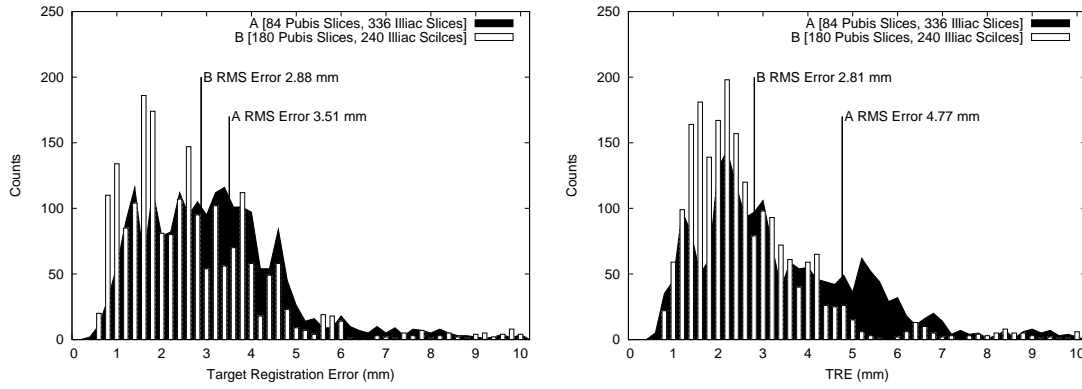 A [84 Pubis Slices, 336 Illiac Slices]
B [180 Pubis Slices, 240 Illiac Scilces]
B RMS Error 2.88 mm
A RMS Error 3.51 mm
250
200
150
100
50
0
Counts
0 1 2 3 4 5 6 7 8 9 10
Target Registration Error (mm)
A [84 Pubis Slices, 336 Illiac Slices]
B [180 Pubis Slices, 240 Illiac Scilces]
B RMS Error 2.81 mm
A RMS Error 4.77 mm
250
200
150
100
50
0
Counts
0 1 2 3 4 5 6 7 8 9 10
TRE (mm)